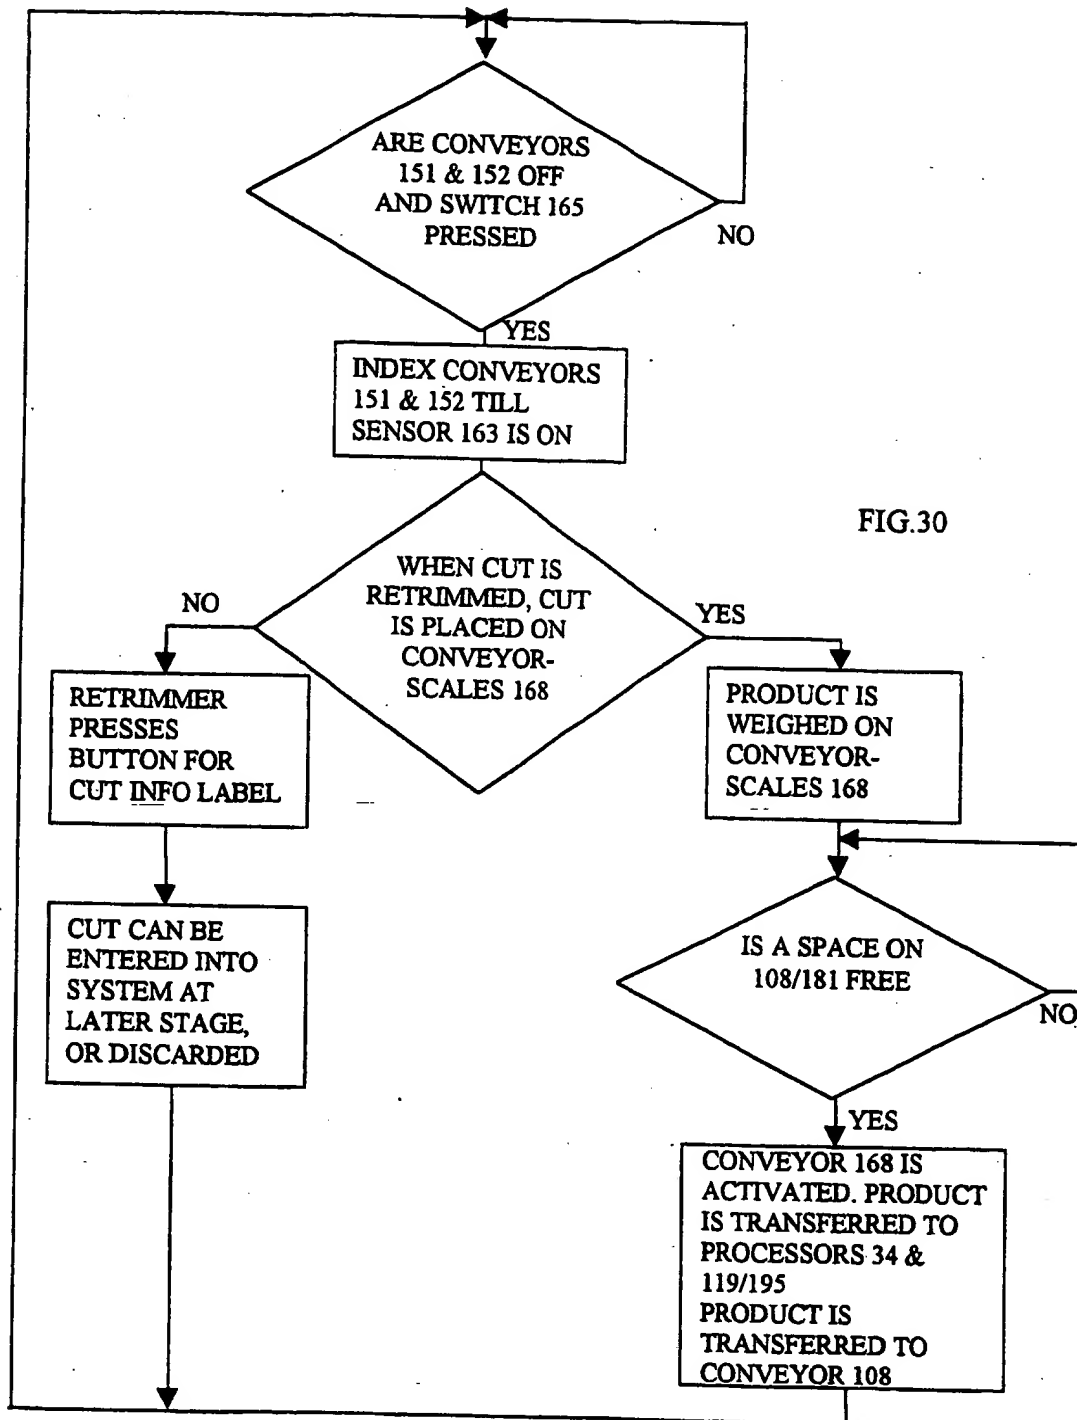 ARE CONVEYORS
151 & 152 OFF
AND SWITCH 165
PRESSED
NO
YES
INDEX CONVEYORS
151 & 152 TILL
SENSOR 163 IS ON
FIG.30
WHEN CUT IS
RETRIMMED, CUT
IS PLACED ON
CONVEYOR-
SCALES 168
NO
YES
RETRIMMER
PRESSES
BUTTON FOR
CUT INFO LABEL
PRODUCT IS
WEIGHED ON
CONVEYOR-
SCALES 168
CUT CAN BE
ENTERED INTO
SYSTEM AT
LATER STAGE,
OR DISCARDED
IS A SPACE ON
108/181 FREE
NO
YES
CONVEYOR 168 IS
ACTIVATED. PRODUCT
IS TRANSFERRED TO
PROCESSORS 34 &
119/195
PRODUCT IS
TRANSFERRED TO
CONVEYOR 108